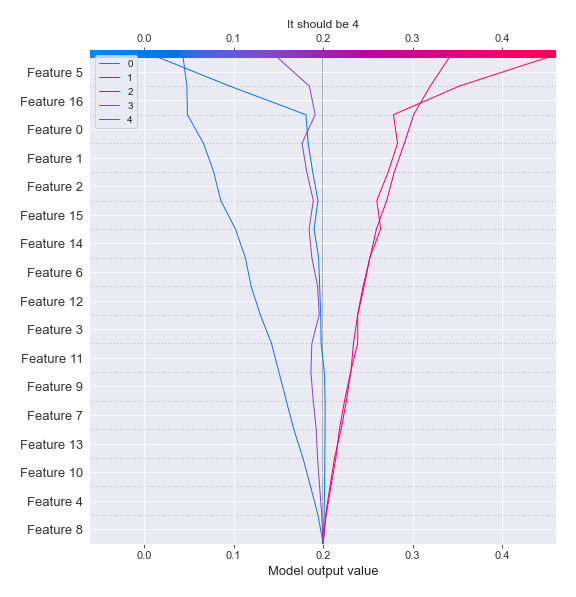 It should be 4
0.0 0.1 0.2 0.3 0.4
0
1
2
3
4
Feature 5
Feature 16
Feature 0
Feature 1
Feature 2
Feature 15
Feature 14
Feature 6
Feature 12
Feature 3
Feature 11
Feature 9
Feature 7
Feature 13
Feature 10
Feature 4
Feature 8
0.0 0.1 0.2 0.3 0.4
Model output value